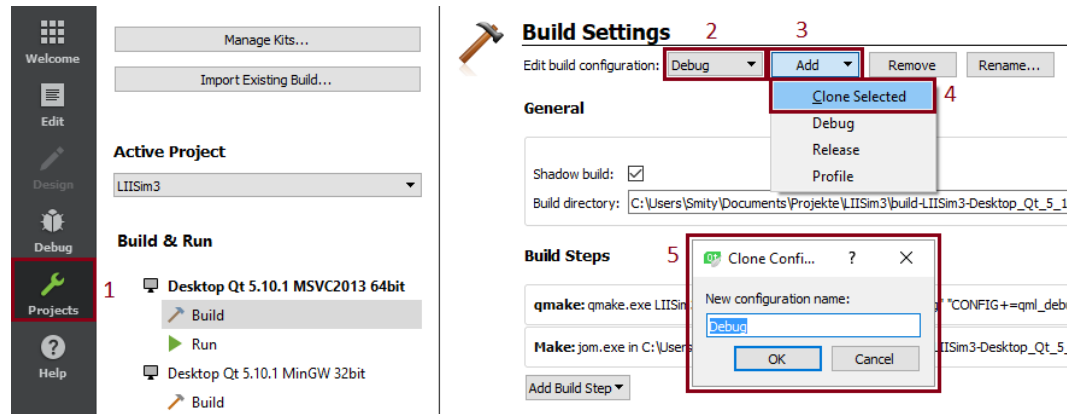 Welcome
Edit
Design
Debug
Projects
1
Help
Manage Kits...
Import Existing Build...
Active Project
LIISim3
Build & Run
Desktop Qt 5.10.1 MSVC2013 64bit
Build
Run
Desktop Qt 5.10.1 MinGW 32bit
Build
Build Settings
2
3
Edit build configuration: Debug Add Remove Rename...
Clone Selected
4
Debug
Release
Profile
General
Shadow build:
Build directory: C:\Users\Smity\Documents\Projekte\LIISim3\build-LIISim3-Desktop_Qt_5_1
Build Steps
5
Clone Confi... ?
New configuration name:
Debug
OK Cancel
qmake: qmake.exe LIISim "CONFIG+=qml_deb
Make: jom.exe in C:\Users IISim3-Desktop_Qt_5_
Add Build Step